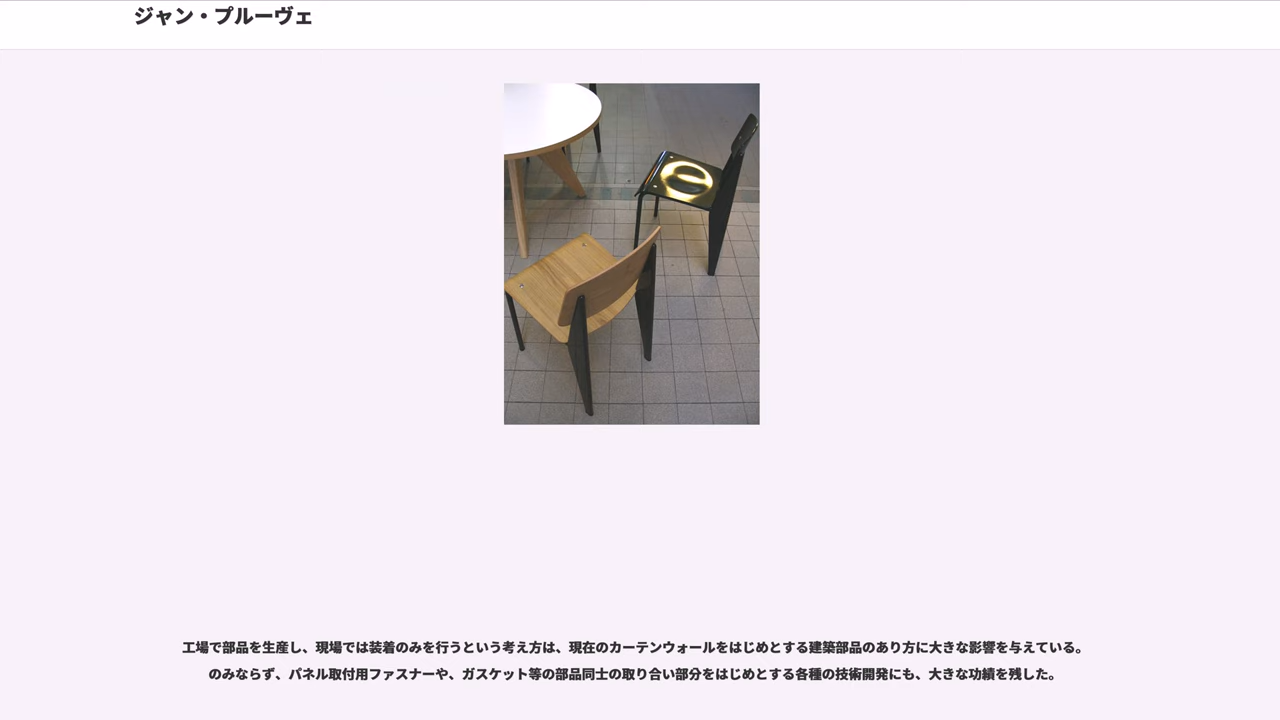 ジャン・プルーヴェ
工場で部品を生産し、現場では装着のみを行うという考え方は、現在のカーテンウォールをはじめとする建築部品のあり方に大きな影響を与えている。
のみならず、パネル取付用ファスナーや、ガスケット等の部品同士の取り合い部分をはじめとする各種の技術開発にも、大きな功績を残した。